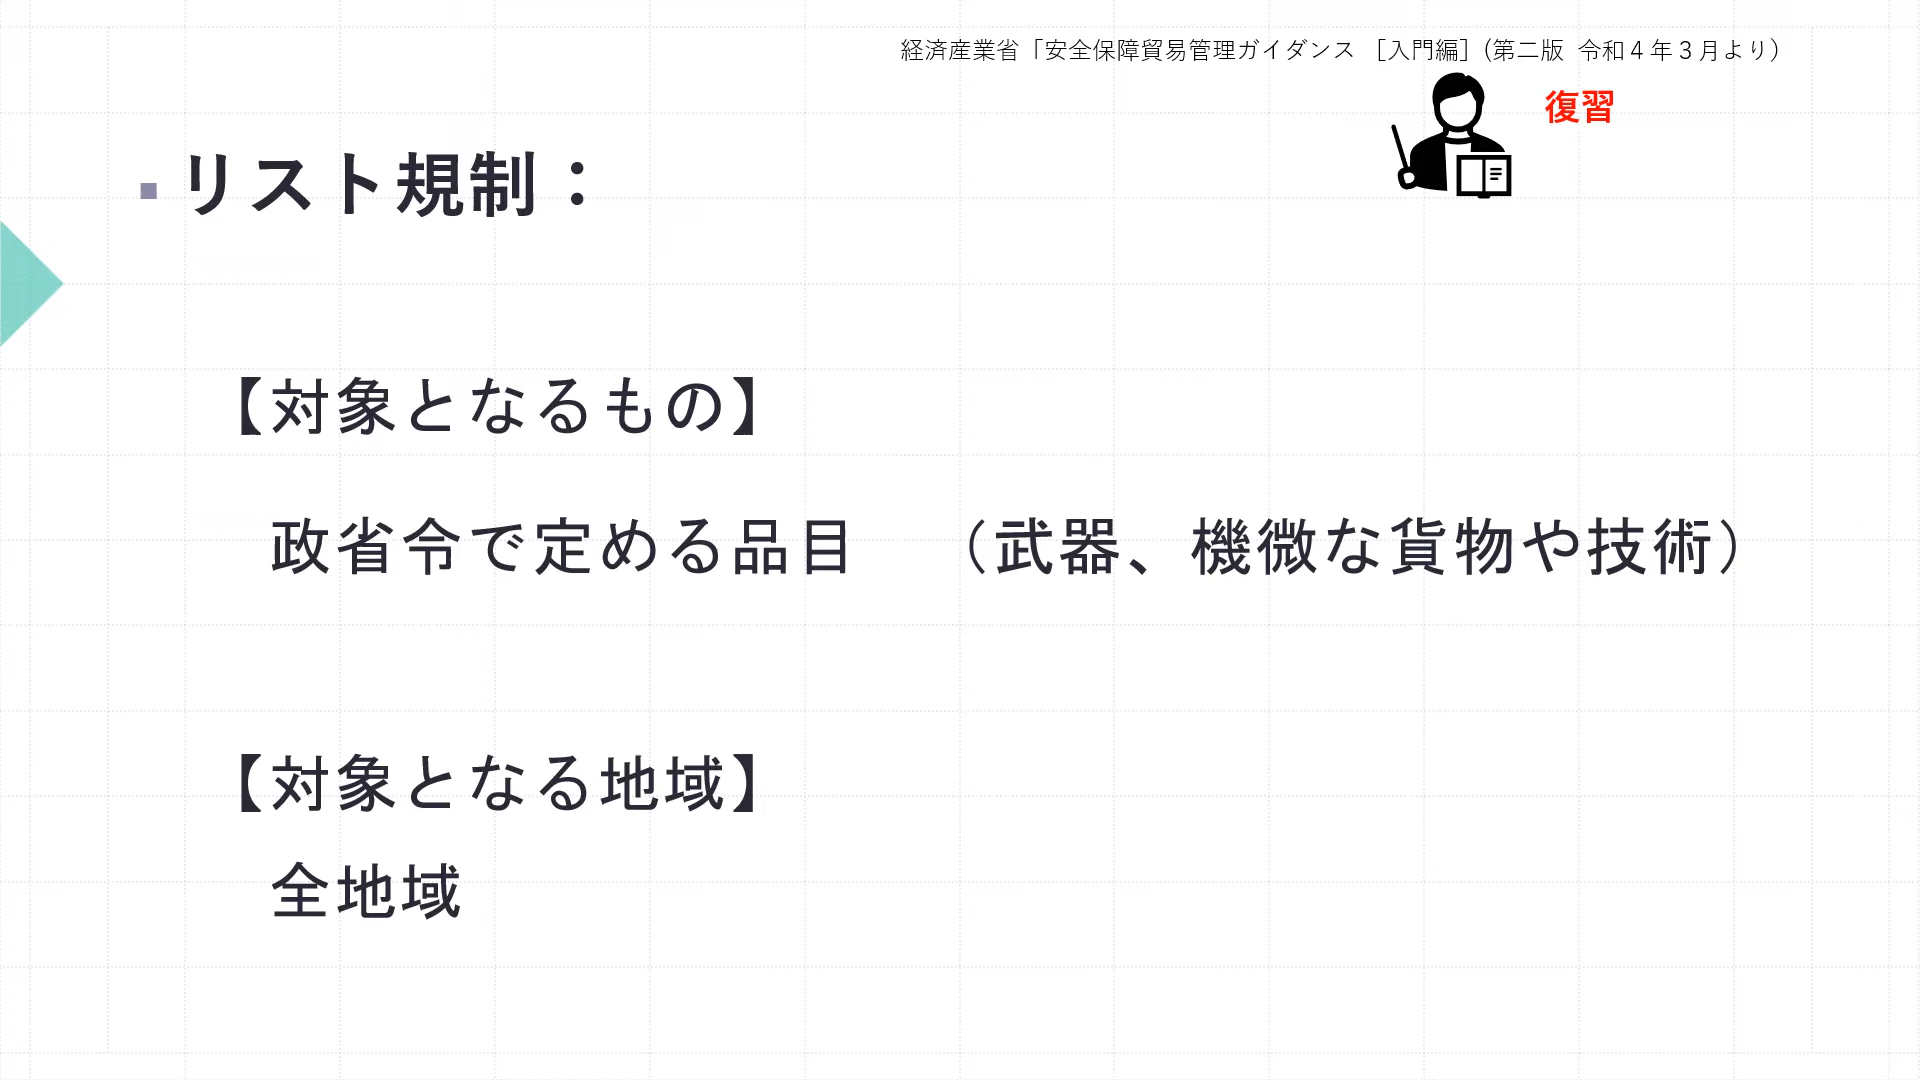 経済産業省「安全保障貿易管理ガイダンス ［入門編］(第二版 令和４年３月より）
復習
▪リスト規制：
【対象となるもの】
政省令で定める品目　（武器、機微な貨物や技術）
【対象となる地域】
全地域